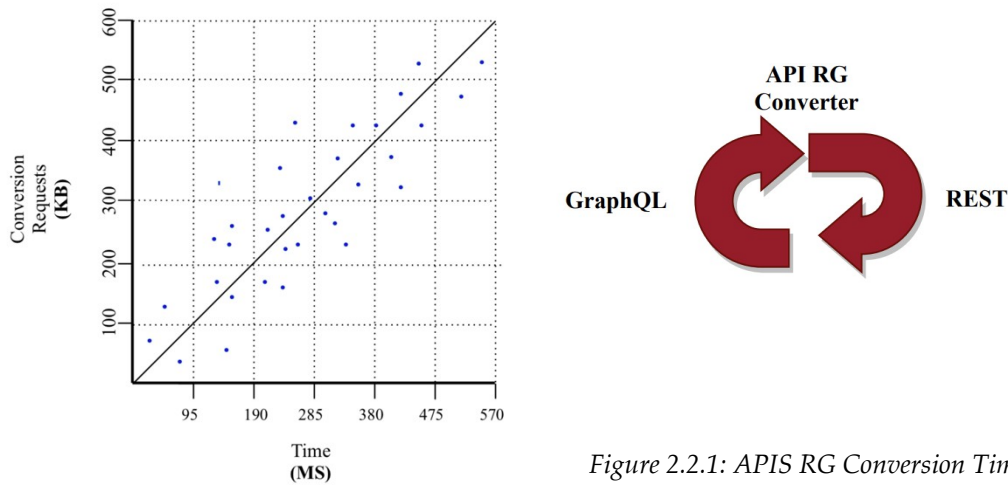 600
500
400
300
200
100
Conversion
Requests
(KB)
95 190 285 380 475 570
Time
(MS)
API RG
Converter
GraphQL
REST
Figure 2.2.1: APIS RG Conversion